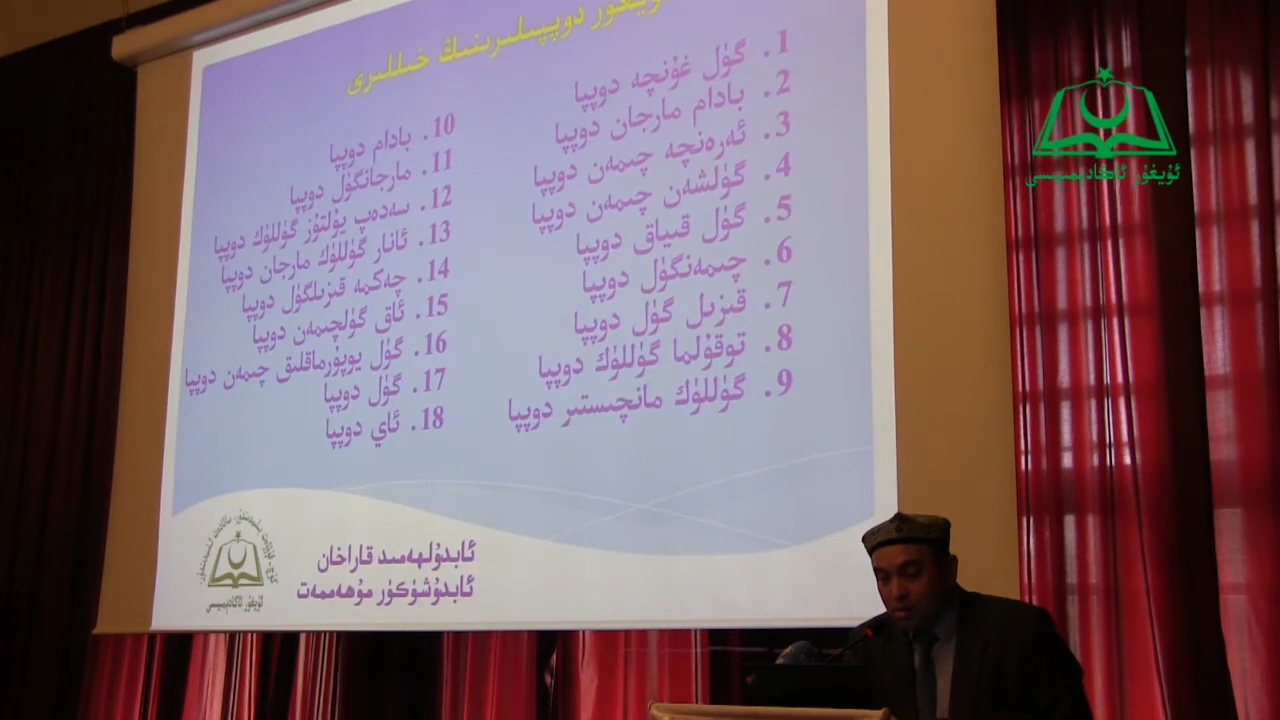 ئۇيغۇر دوپپىلىرىنىڭ خىللىرى
1. گۈل غۇنچە دوپپا
2. بادام مارجان دوپپا
3. ئەرەنچە چىمەن دوپپا
4. گۈلشەن چىمەن دوپپا
5. گۈل قىياق دوپپا
6. چىمەنگۈل دوپپا
7. قىزىل گۈل دوپپا
8. توقۇلما گۈللۈك دوپپا
9. گۈللۈك مانچىستىر دوپپا
10. بادام دوپپا
11. مارجانگۈل دوپپا
12. سەدەپ يۇلتۇز گۈللۈك دوپپا
13. ئانار گۈللۈك مارجان دوپپا
14. چەكمە قىزىلگۈل دوپپا
15. ئاق گۈلچىمەن دوپپا
16. گۈل يوپۇرماقلىق چىمەن دوپپا
17. گۈل دوپپا
18. ئاي دوپپا
ئابدۇلھەمىد قاراخان
ئابدۇشۈكۈر مۇھەممەت
ئۇيغۇر ئاكادېمىيىسى
ئۇيغۇر ئاكادېمىيىسى